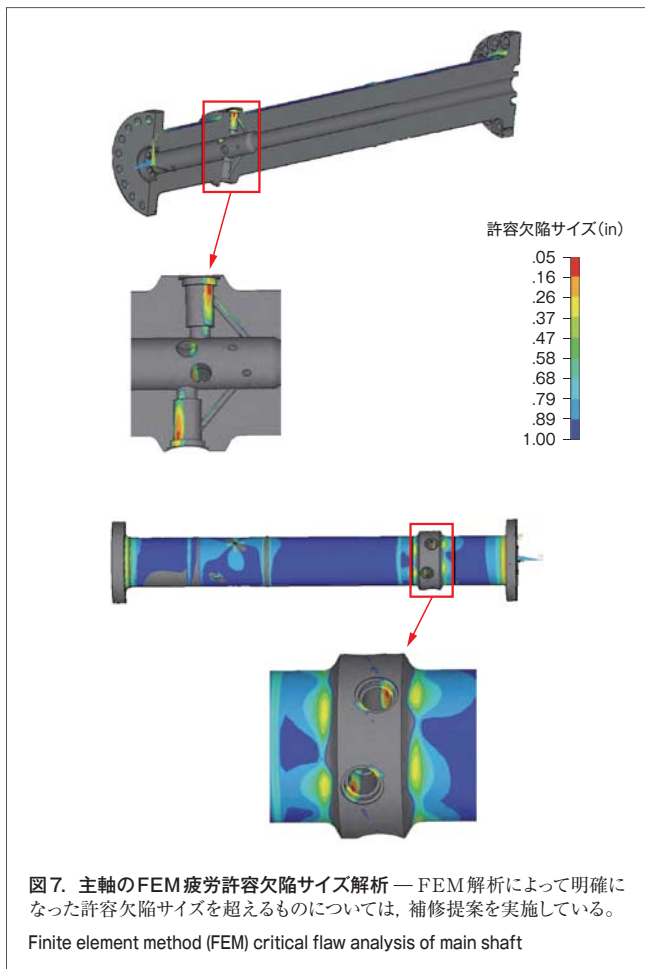 許容欠陥サイズ(in)
.05
.16
.26
.37
.47
.58
.68
.79
.89
1.00
図7. 主軸のFEM疲労許容欠陥サイズ解析 — FEM解析によって明確に
なった許容欠陥サイズを超えるものについては，補修提案を実施している。
Finite element method (FEM) critical flaw analysis of main shaft